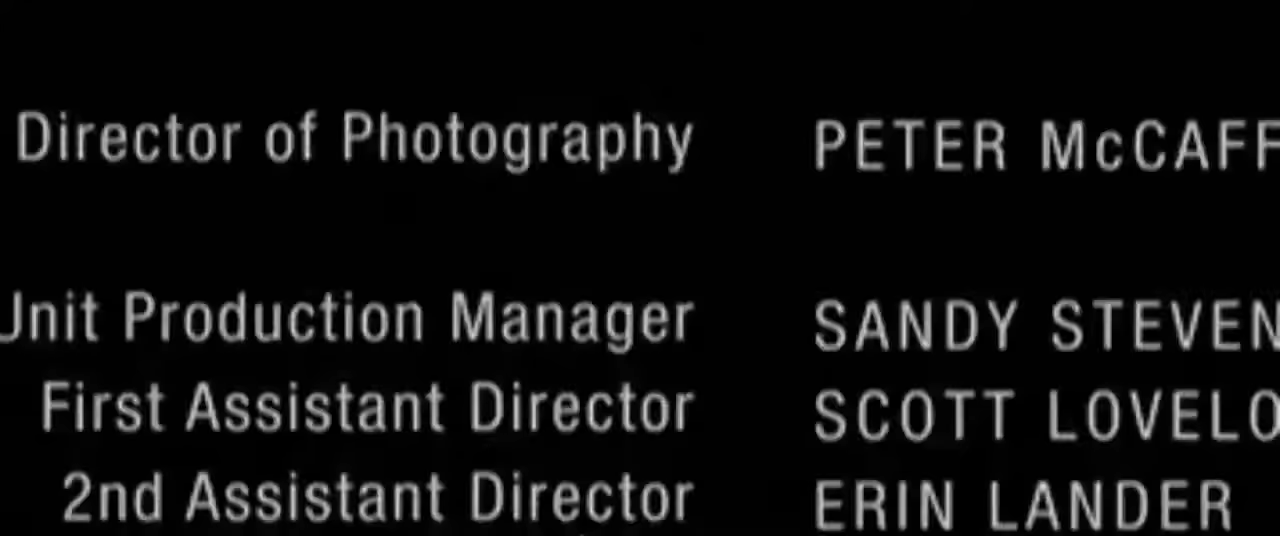 Director of Photography PETER McCAFF
Unit Production Manager SANDY STEVEN
First Assistant Director SCOTT LOVELO
2nd Assistant Director ERIN LANDER